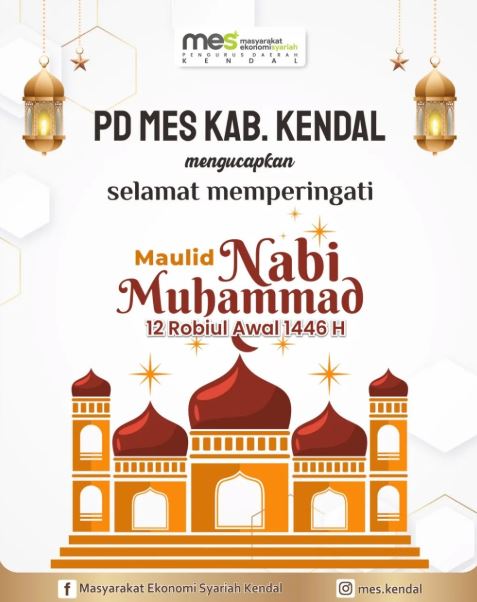 mes masyarakat
ekonomi syariah
PENGURUS DAERAH
KENDAL
PD MES KAB. KENDAL
mengucapkan
selamat memperingati
Maulid Nabi
Muhammad
12 Robiul Awal 1446 H
Masyarakat Ekonomi Syariah Kendal
mes.kendal